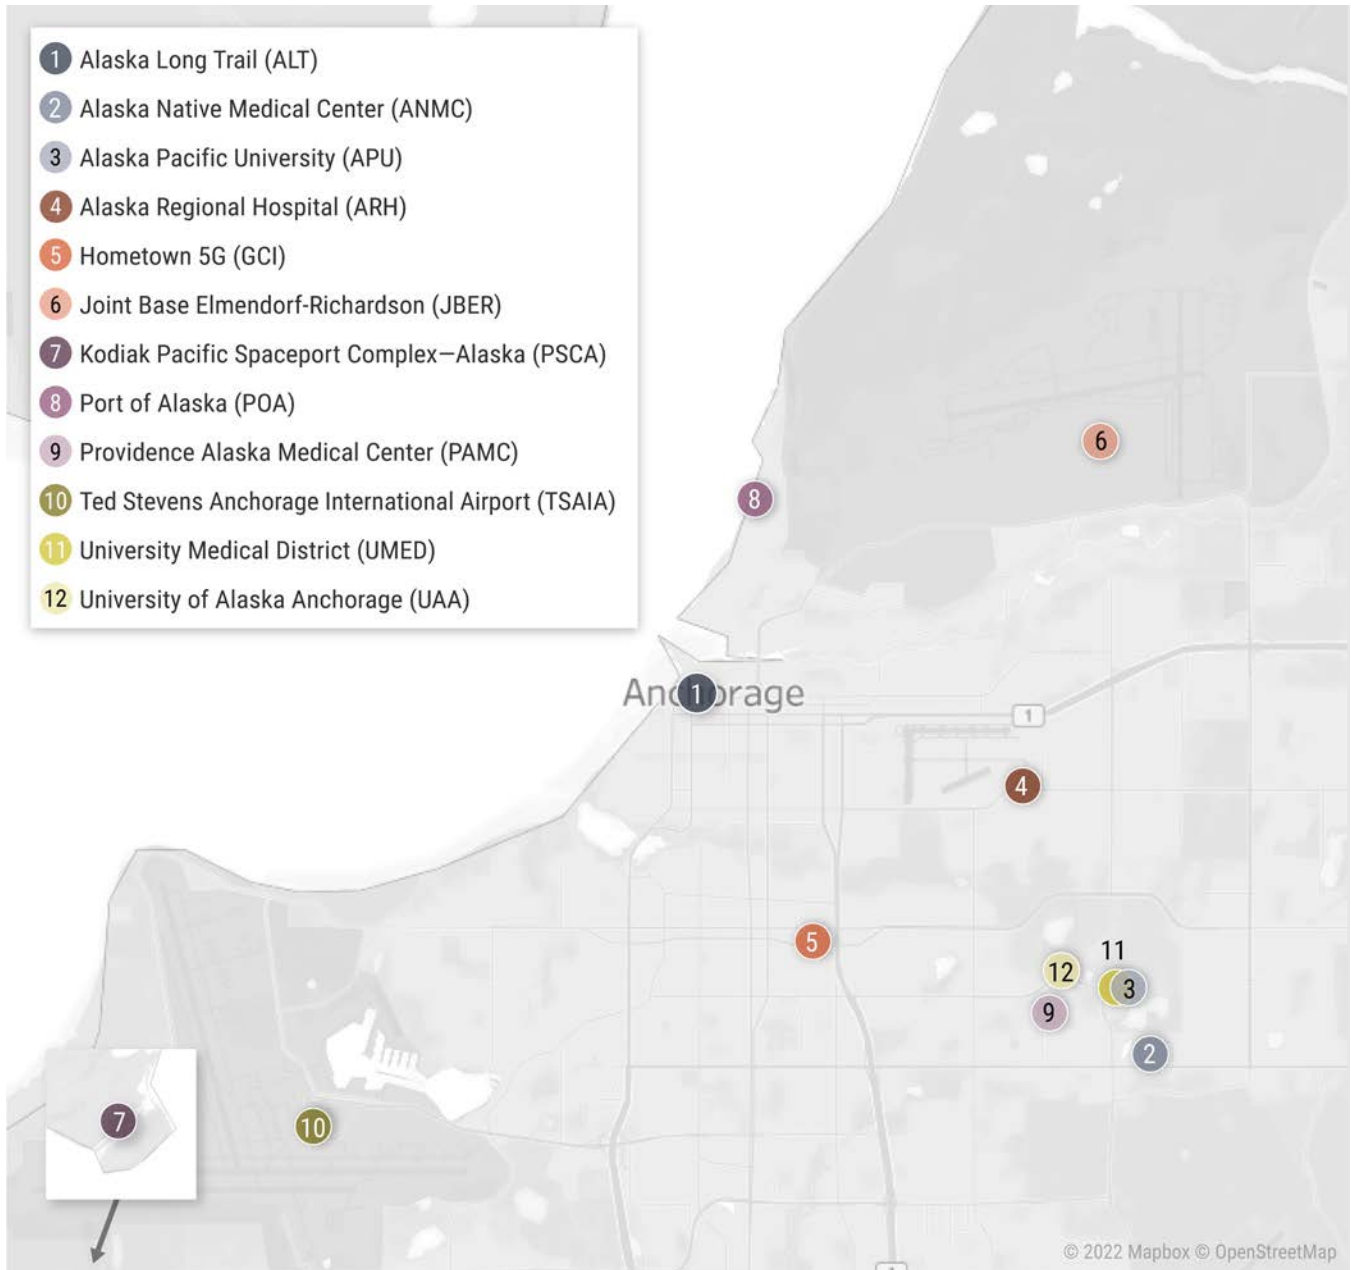 1 Alaska Long Trail (ALT)
2 Alaska Native Medical Center (ANMC)
3 Alaska Pacific University (APU)
4 Alaska Regional Hospital (ARH)
5 Hometown 5G (GCI)
6 Joint Base Elmendorf-Richardson (JBER)
7 Kodiak Pacific Spaceport Complex—Alaska (PSCA)
8 Port of Alaska (POA)
9 Providence Alaska Medical Center (PAMC)
10 Ted Stevens Anchorage International Airport (TSAIA)
11 University Medical District (UMED)
12 University of Alaska Anchorage (UAA)
6
8
Anchorage
1
1
4
5
11
12
3
9
2
7
10
1
© 2022 Mapbox © OpenStreetMap